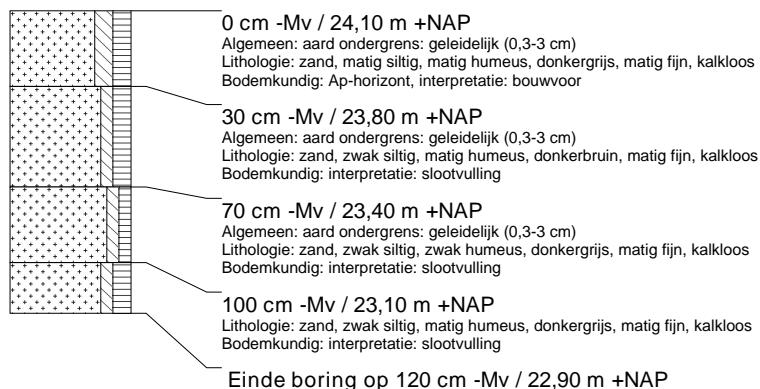 0 cm -Mv / 24,10 m +NAP
Algemeen: aard ondergrens: geleidelijk (0,3-3 cm)
Lithologie: zand, matig siltig, matig humeus, donkergrijs, matig fijn, kalkloos
Bodemkundig: Ap-horizont, interpretatie: bouwvoor
30 cm -Mv / 23,80 m +NAP
Algemeen: aard ondergrens: geleidelijk (0,3-3 cm)
Lithologie: zand, zwak siltig, matig humeus, donkerbruin, matig fijn, kalkloos
Bodemkundig: interpretatie: slootvulling
70 cm -Mv / 23,40 m +NAP
Algemeen: aard ondergrens: geleidelijk (0,3-3 cm)
Lithologie: zand, zwak siltig, zwak humeus, donkergrijs, matig fijn, kalkloos
Bodemkundig: interpretatie: slootvulling
100 cm -Mv / 23,10 m +NAP
Lithologie: zand, zwak siltig, matig humeus, donkergrijs, matig fijn, kalkloos
Bodemkundig: interpretatie: slootvulling
Einde boring op 120 cm -Mv / 22,90 m +NAP